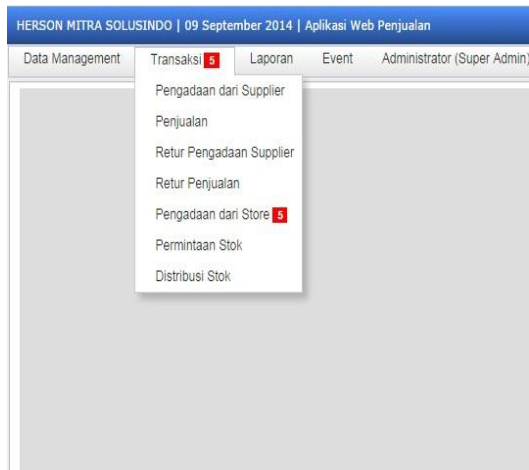 HERSON MITRA SOLUSINDO | 09 September 2014 | Aplikasi Web Penjualan
Data Management Transaksi 5 Laporan Event Administrator (Super Admin)
Pengadaan dari Supplier
Penjualan
Retur Pengadaan Supplier
Retur Penjualan
Pengadaan dari Store 5
Permintaan Stok
Distribusi Stok